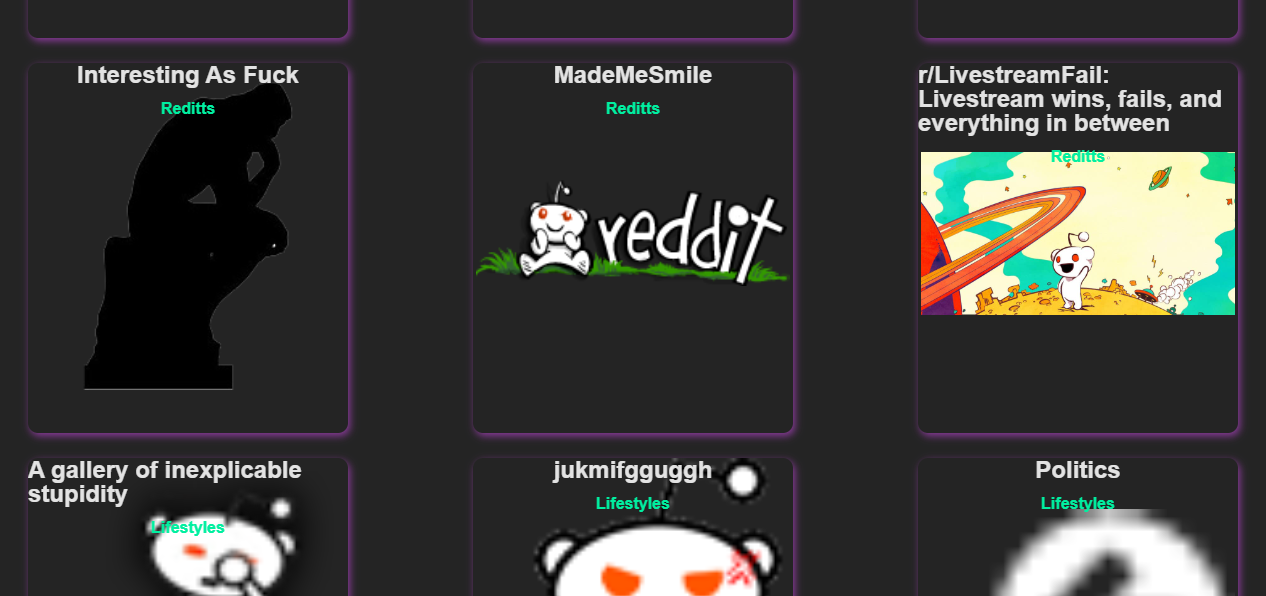 Interesting As Fuck
Reditts
MadeMeSmile
Reditts
reddit
r/LivestreamFail:
Livestream wins, fails, and
everything in between
Reditts
A gallery of inexplicable
stupidity
Lifestyles
jukmifgguggh
Lifestyles
Politics
Lifestyles